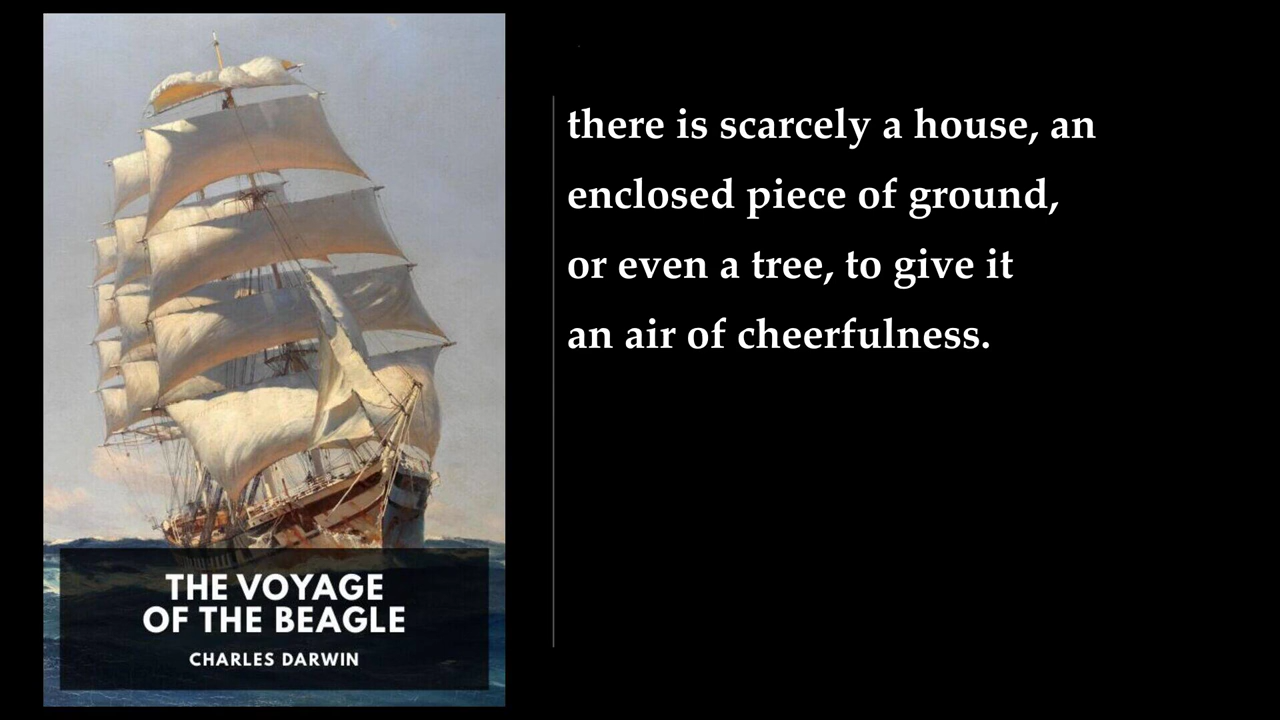 there is scarcely a house, an
enclosed piece of ground,
or even a tree, to give it
an air of cheerfulness.
THE VOYAGE
OF THE BEAGLE
CHARLES DARWIN